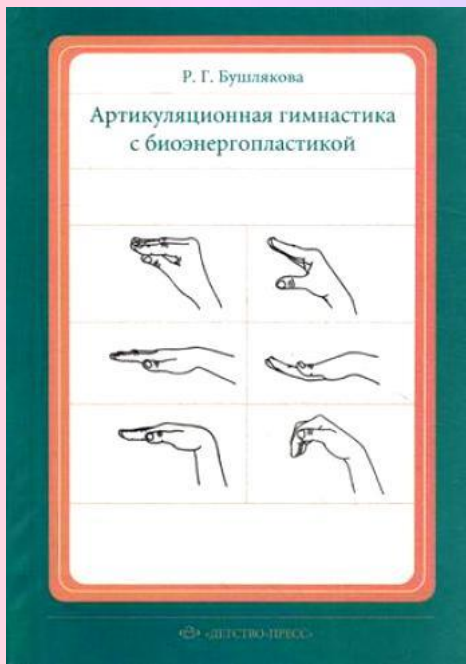 Р. Г. Бушлякова
Артикуляционная гимнастика
с биоэнергопластикой
«ДЕТСТВО-ПРЕСС»